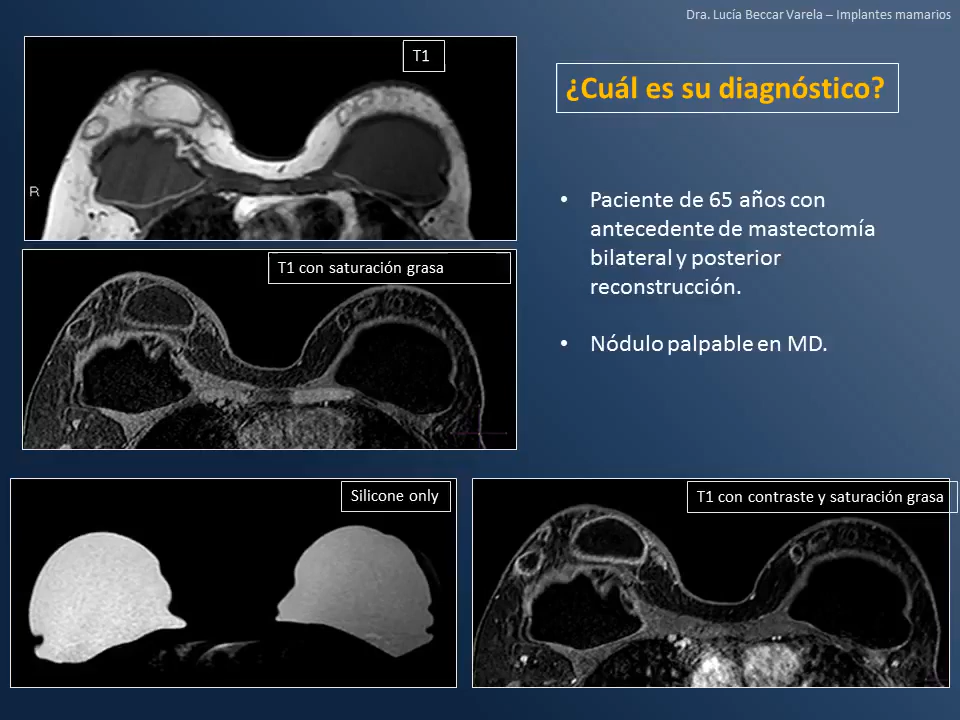 Dra. Lucía Beccar Varela – Implantes mamarios
T1
¿Cuál es su diagnóstico?
R
• Paciente de 65 años con
antecedente de mastectomía
bilateral y posterior
reconstrucción.
T1 con saturación grasa
• Nódulo palpable en MD.
Silicone only
T1 con contraste y saturación grasa